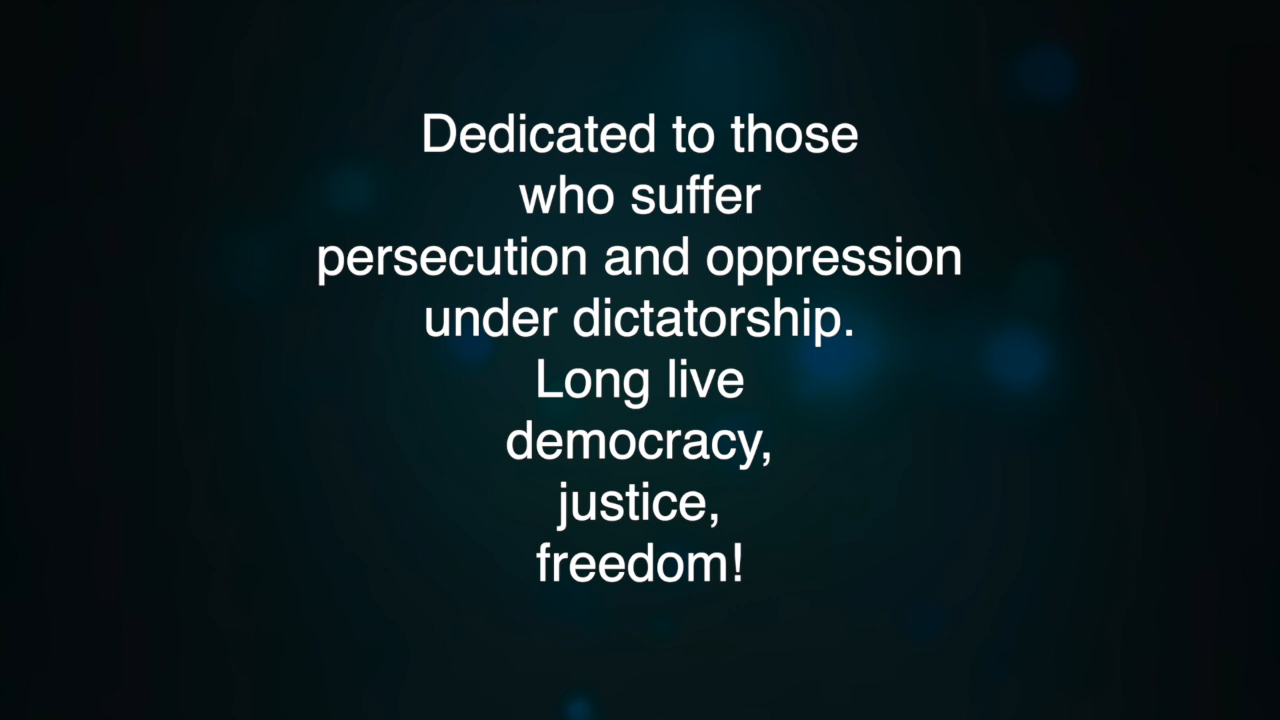 Dedicated to those
who suffer
persecution and oppression
under dictatorship.
Long live
democracy,
justice,
freedom!